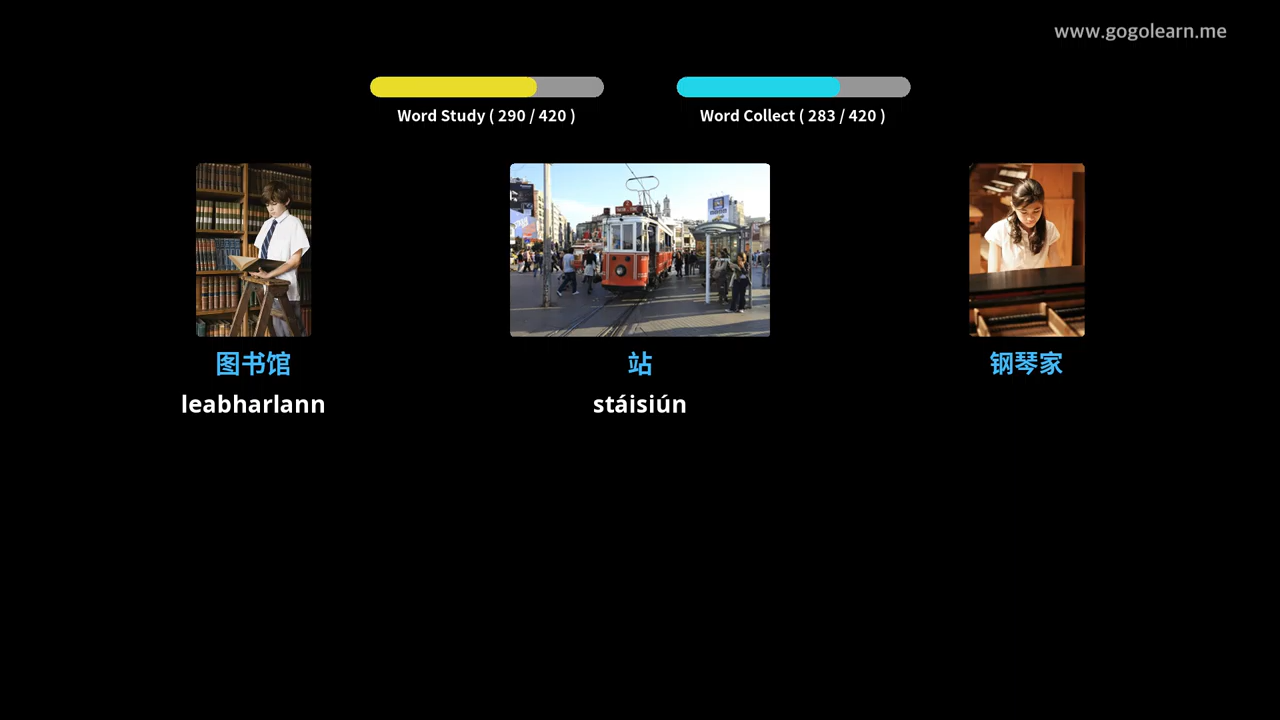 www.gogolearn.me
Word Study ( 290 / 420 )
Word Collect ( 283 / 420 )
图书馆
站
钢琴家
leabharlann
stáisiún